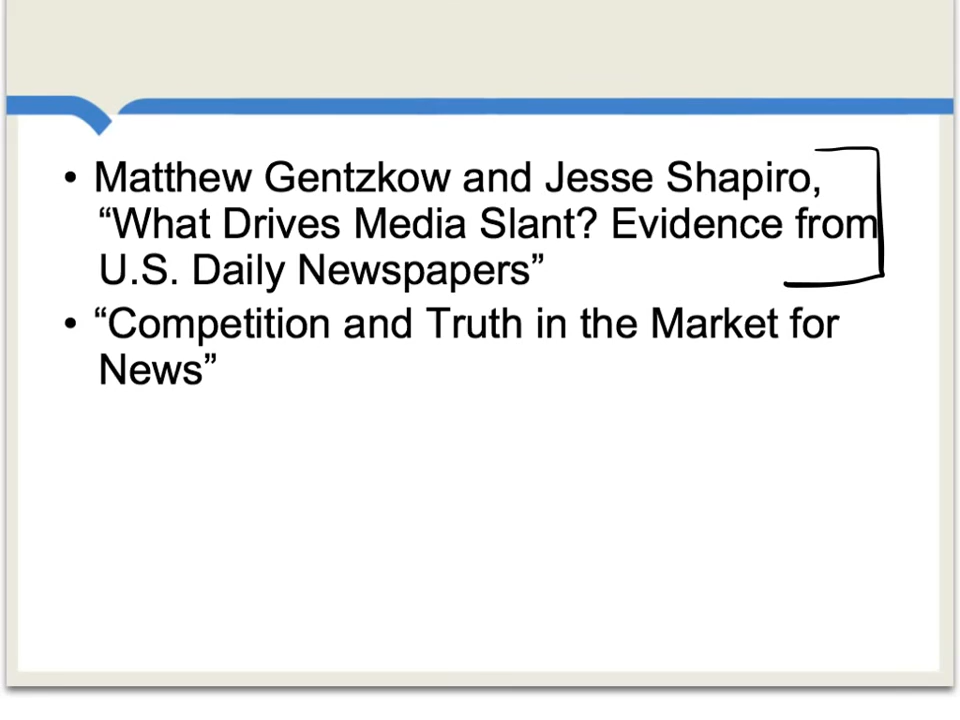 • Matthew Gentzkow and Jesse Shapiro,
“What Drives Media Slant? Evidence from
U.S. Daily Newspapers”
• “Competition and Truth in the Market for
News”